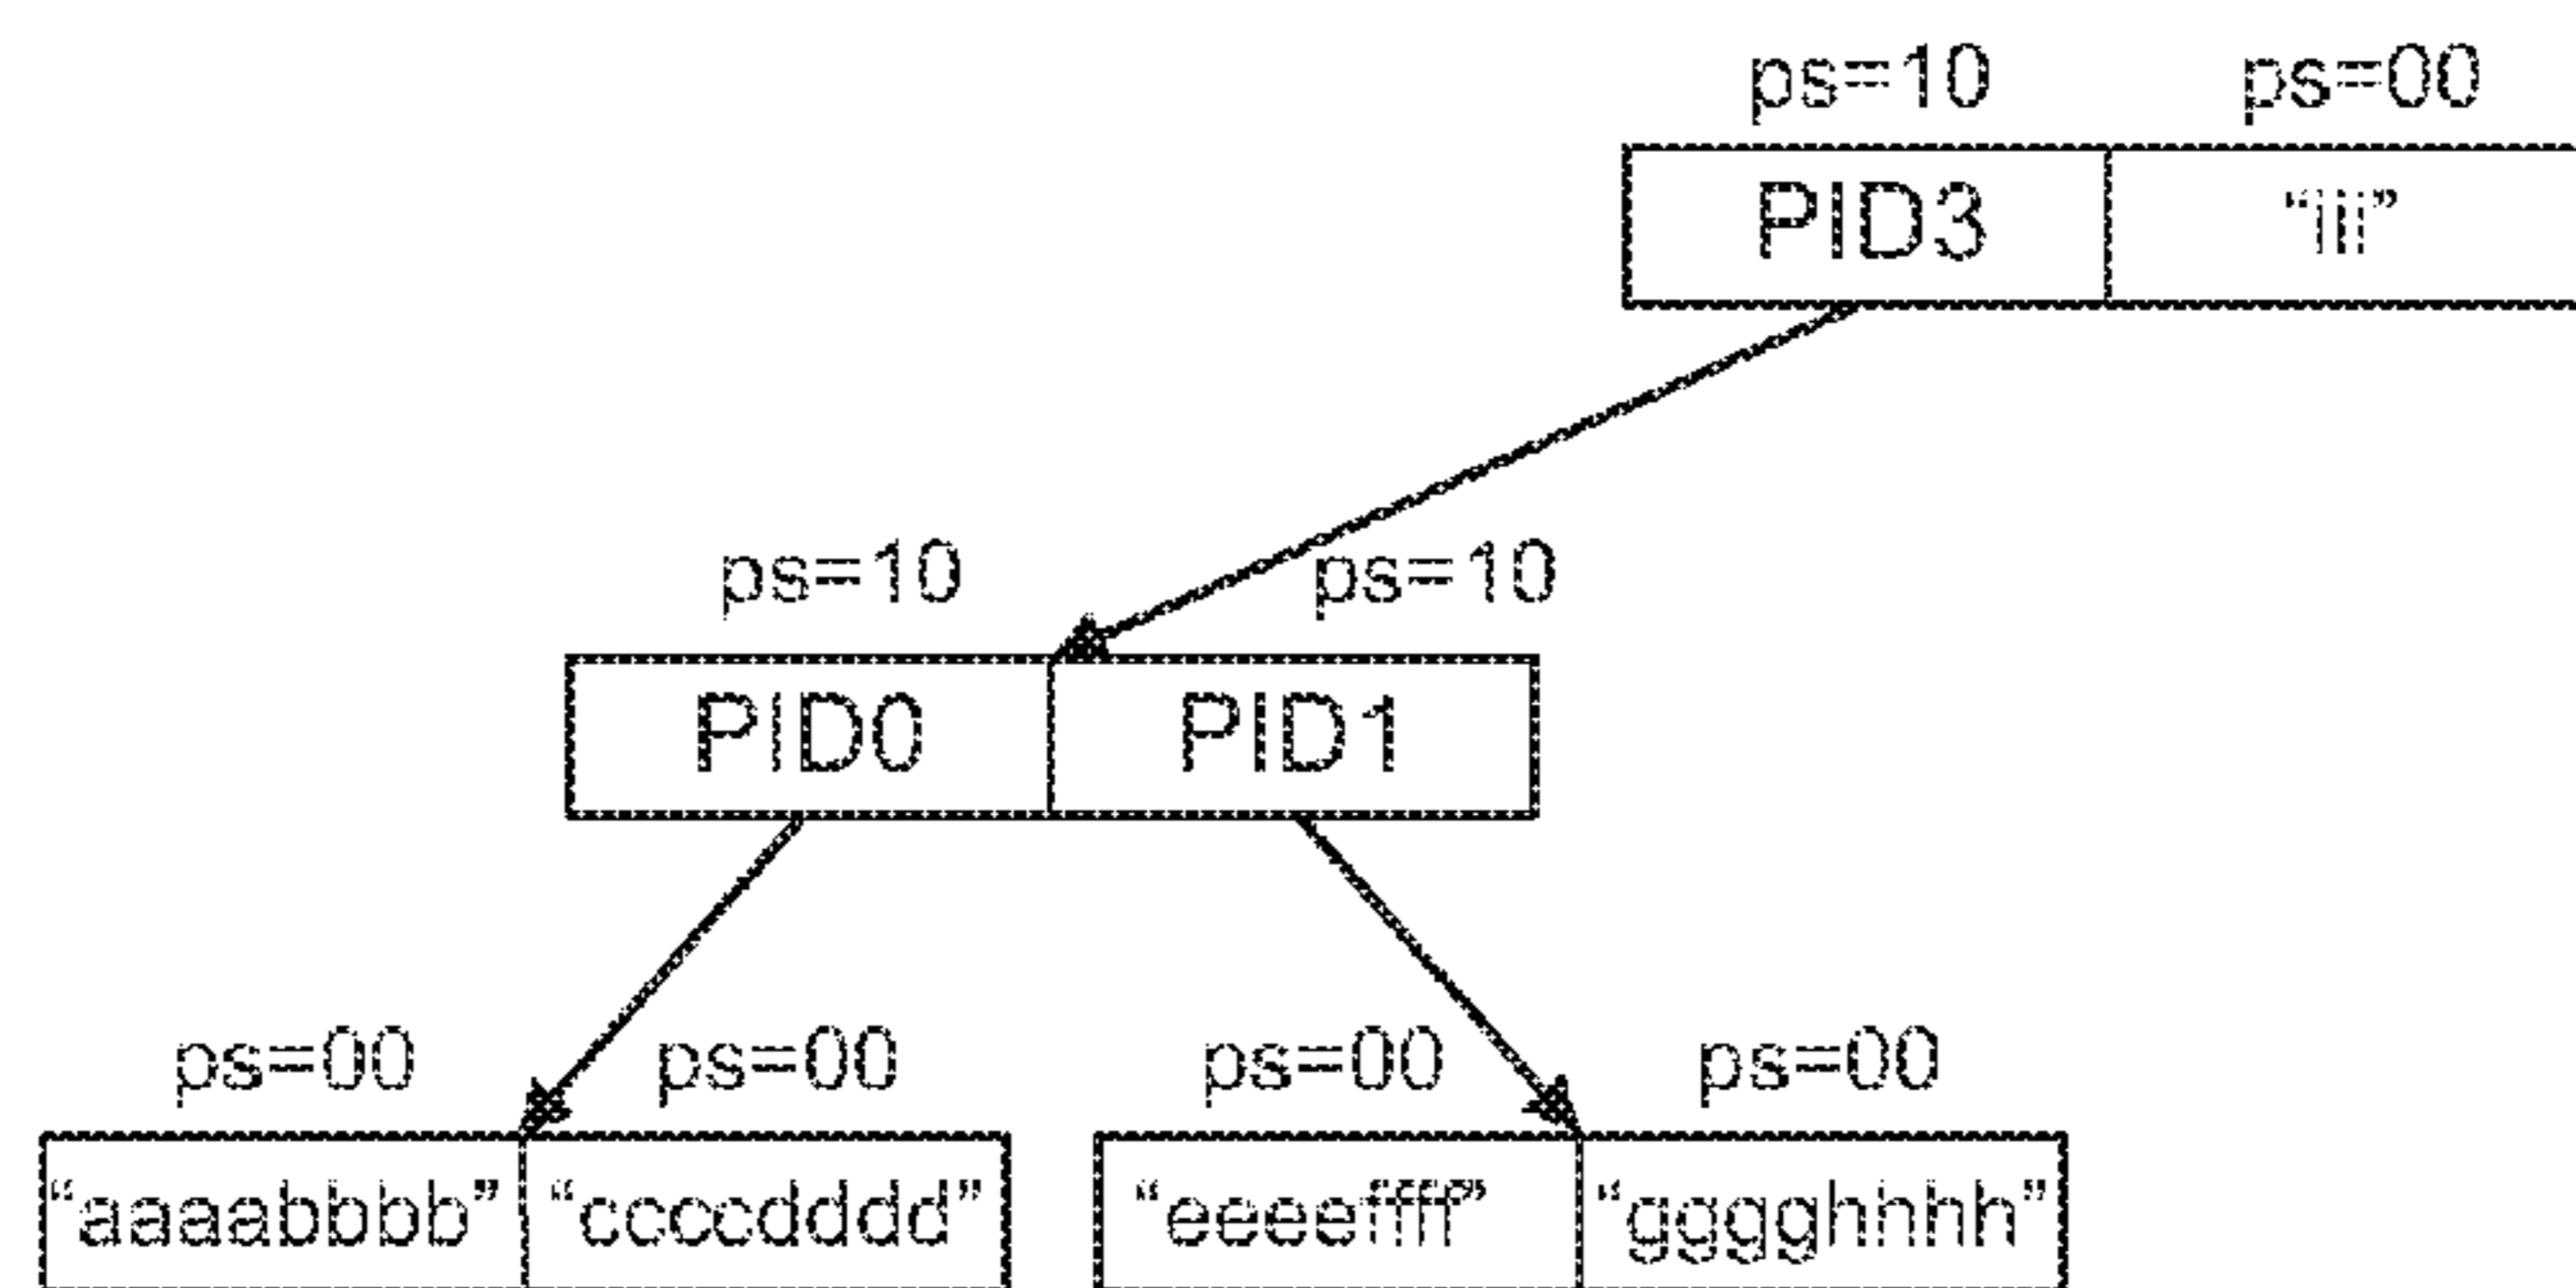 ps=10 ps=00
PID3 “iii”
ps=10 ps=10
PID0 PID1
ps=00 ps=00 ps=00 ps=00
“aaaabbbb” “ccccdddd” “eeeeffff” “gggghhhh”